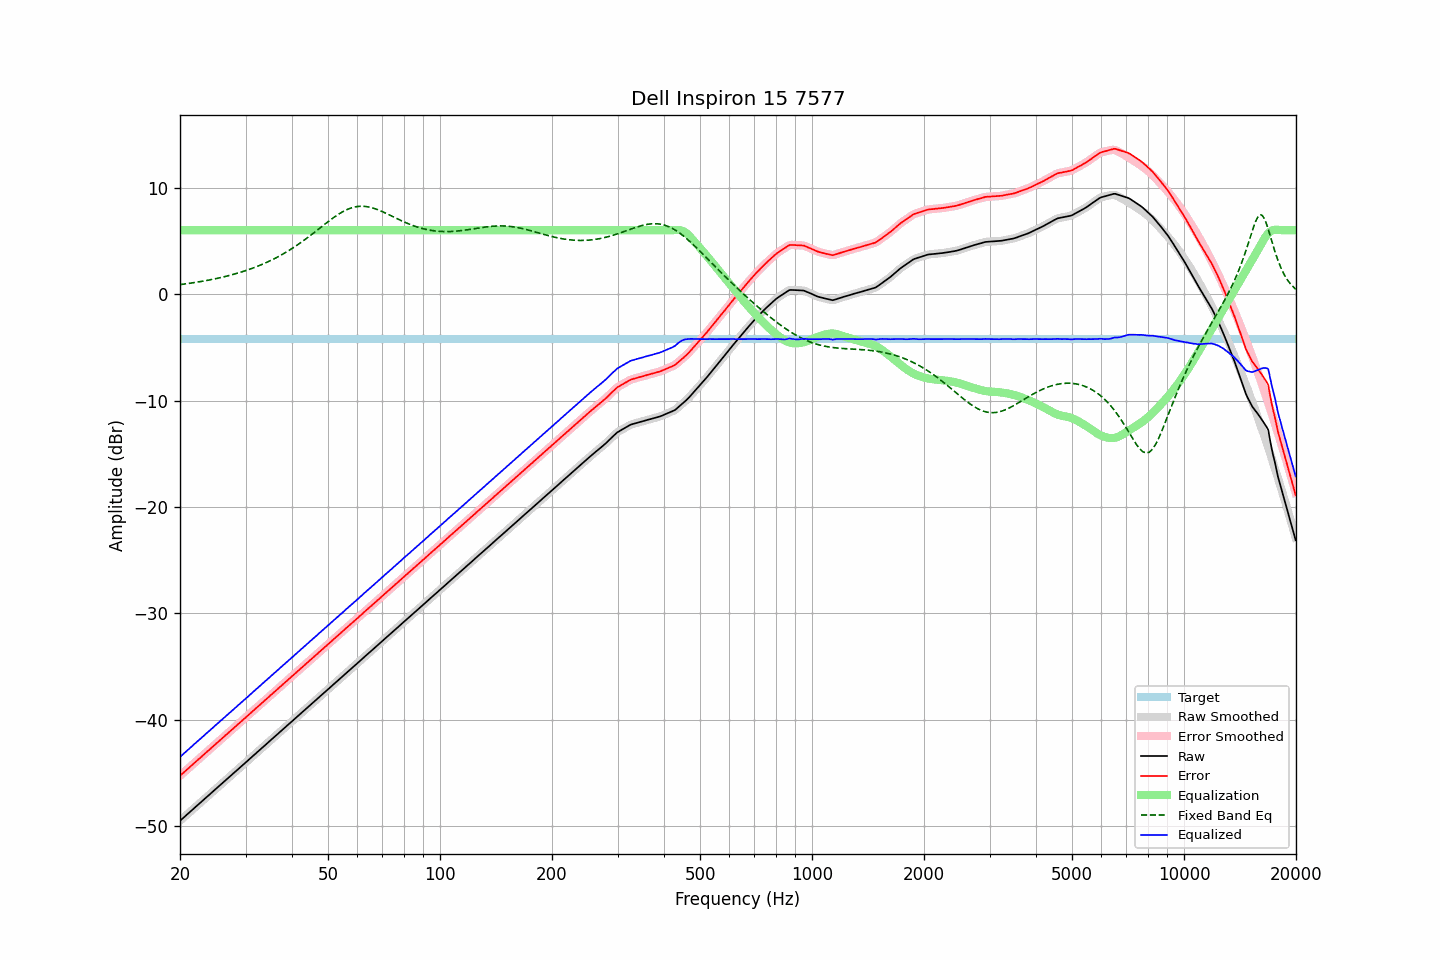 Dell Inspiron 15 7577
Amplitude (dBr)
10
0
−10
−20
−30
−40
−50
20
50
100
200
500
1000
2000
5000
10000
20000
Frequency (Hz)
Target
Raw Smoothed
Error Smoothed
Raw
Error
Equalization
Fixed Band Eq
Equalized